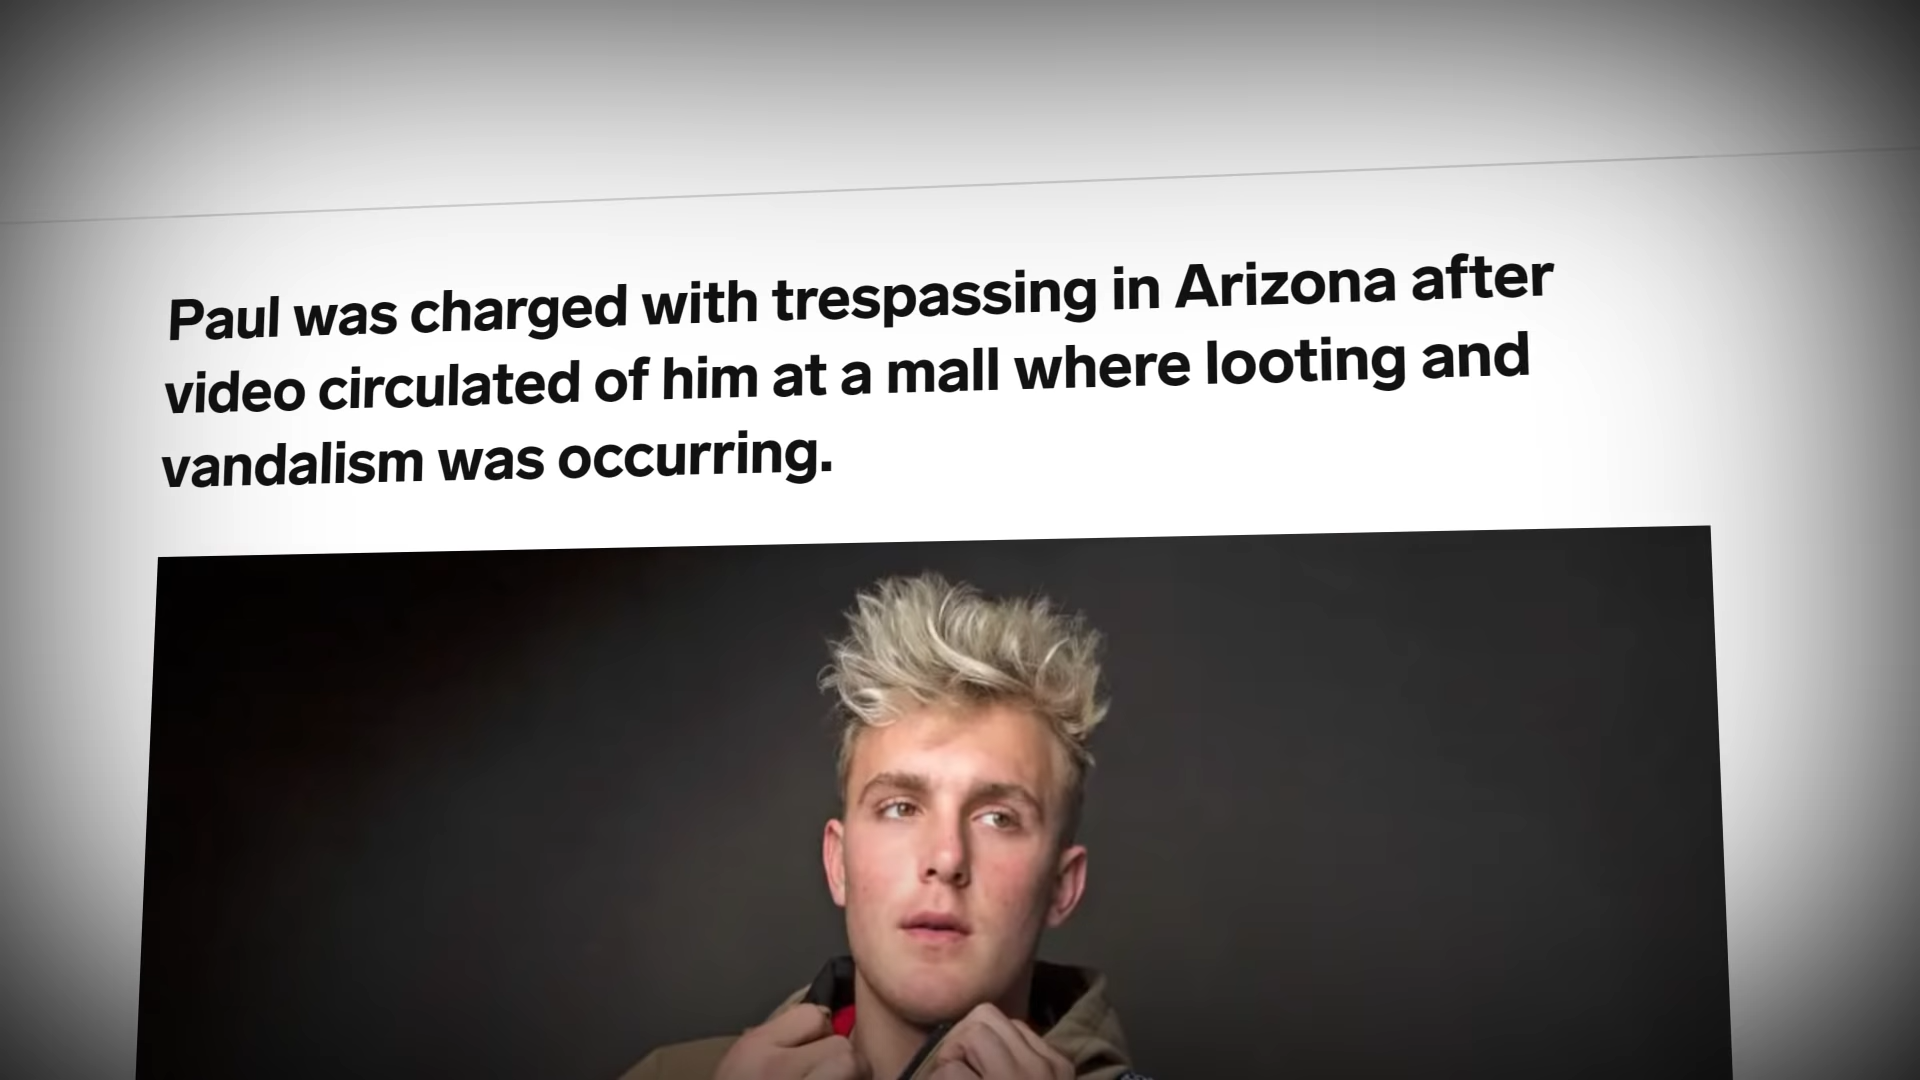 Paul was charged with trespassing in Arizona after
video circulated of him at a mall where looting and
vandalism was occurring.